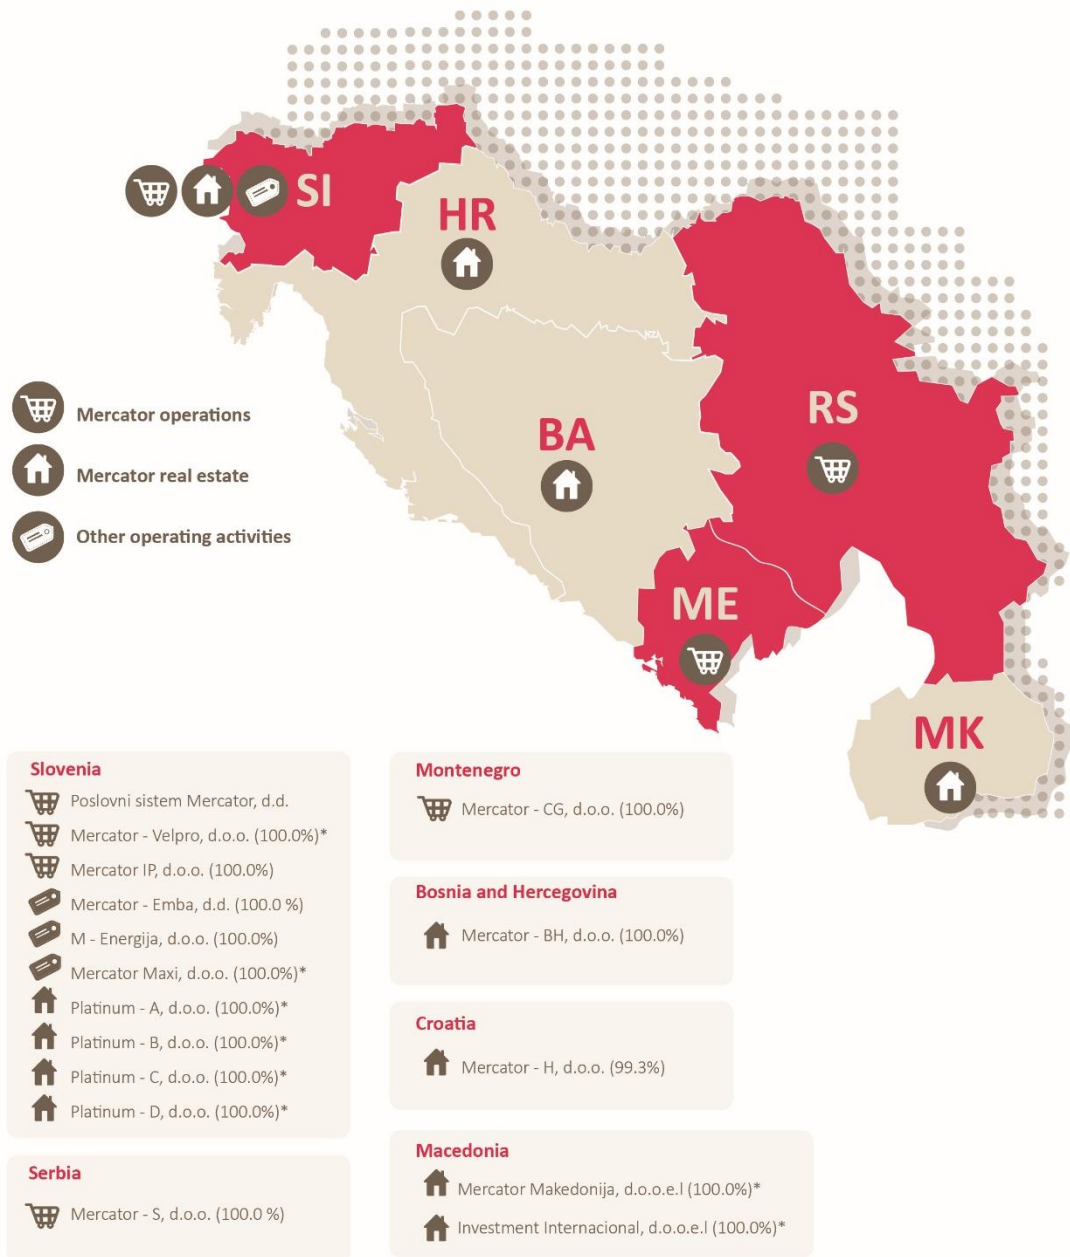 SI
HR
BA
RS
ME
MK
Mercator operations
Mercator real estate
Other operating activities
Slovenia
Poslovni sistem Mercator, d.d.
Mercator - Velpro, d.o.o. (100.0%)*
Mercator IP, d.o.o. (100.0%)
Mercator - Emba, d.d. (100.0 %)
M - Energija, d.o.o. (100.0%)
Mercator Maxi, d.o.o. (100.0%)*
Platinum - A, d.o.o. (100.0%)*
Platinum - B, d.o.o. (100.0%)*
Platinum - C, d.o.o. (100.0%)*
Platinum - D, d.o.o. (100.0%)*
Serbia
Mercator - S, d.o.o. (100.0 %)
Montenegro
Mercator - CG, d.o.o. (100.0%)
Bosnia and Hercegovina
Mercator - BH, d.o.o. (100.0%)
Croatia
Mercator - H, d.o.o. (99.3%)
Macedonia
Mercator Makedonija, d.o.o.e.l (100.0%)*
Investment Internacional, d.o.o.e.l (100.0%)*